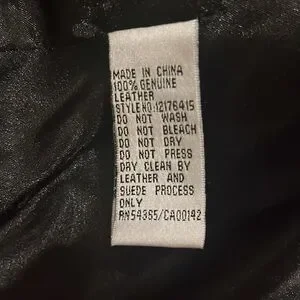 MADE IN CHINA
100% GENUINE
LEATHER
STYLE NO:12176415
DO NOT WASH
DO NOT BLEACH
DO NOT DRY
DO NOT PRESS
DRY CLEAN BY
LEATHER AND
SUEDE PROCESS
ONLY
RN54385/CA00142